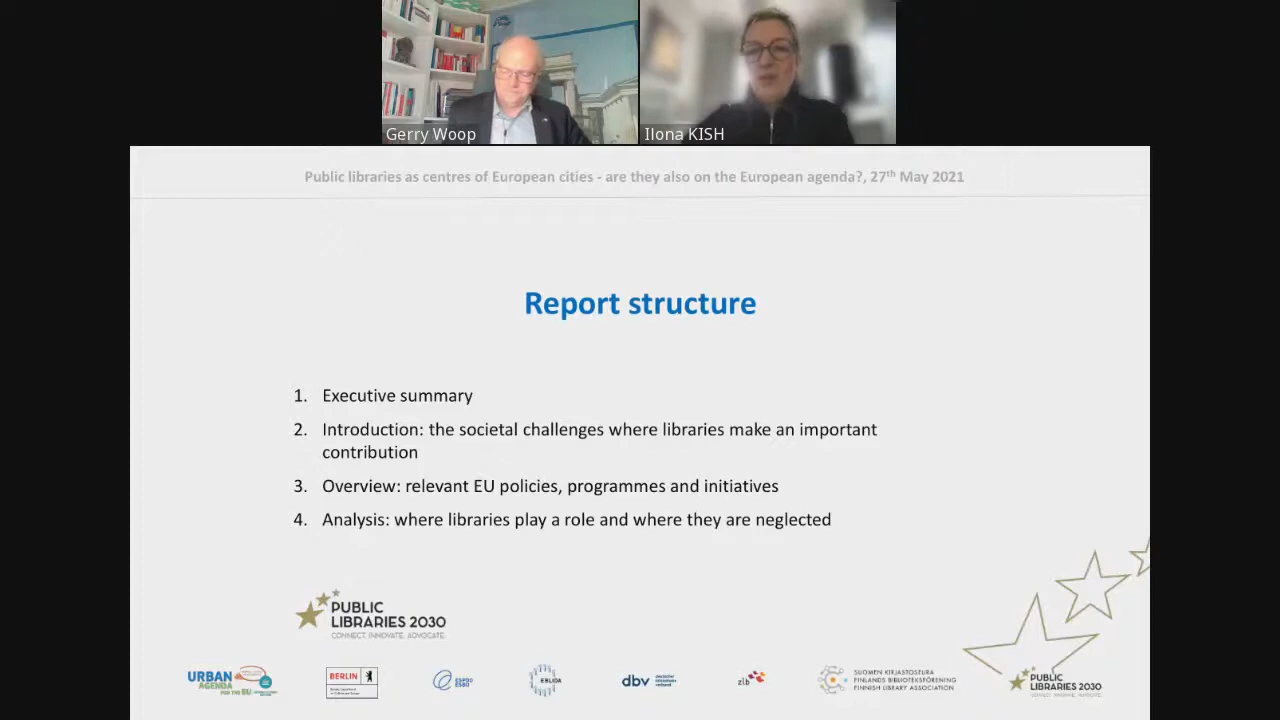 Gerry Woop
Ilona KISH
Public libraries as centres of European cities - are they also on the European agenda?, 27th May 2021
Report structure
1. Executive summary
2. Introduction: the societal challenges where libraries make an important
contribution
3. Overview: relevant EU policies, programmes and initiatives
4. Analysis: where libraries play a role and where they are neglected
PUBLIC
LIBRARIES 2030
CONNECT. INNOVATE. ADVOCATE.
URBAN
AGENDA
FOR THE EU
BERLIN
ESPOO
ESBO
EBLIDA
dbv
zlb
SUOMEN KIRJASTOSEURA
FINLANDS BIBLIOTEKSFÖRENING
FINNISH LIBRARY ASSOCIATION
PUBLIC
LIBRARIES 2030